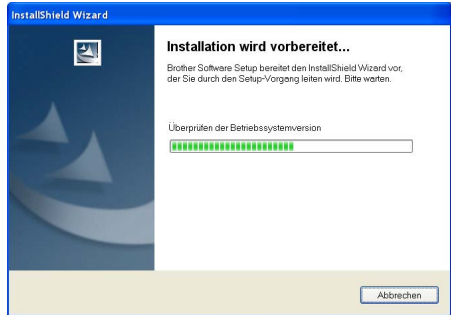 InstallShield Wizard
Installation wird vorbereitet...
Brother Software Setup bereitet den InstallShield Wizard vor,
der Sie durch den Setup-Vorgang leiten wird. Bitte warten.
Überprüfen der Betriebssystemversion
Abbrechen